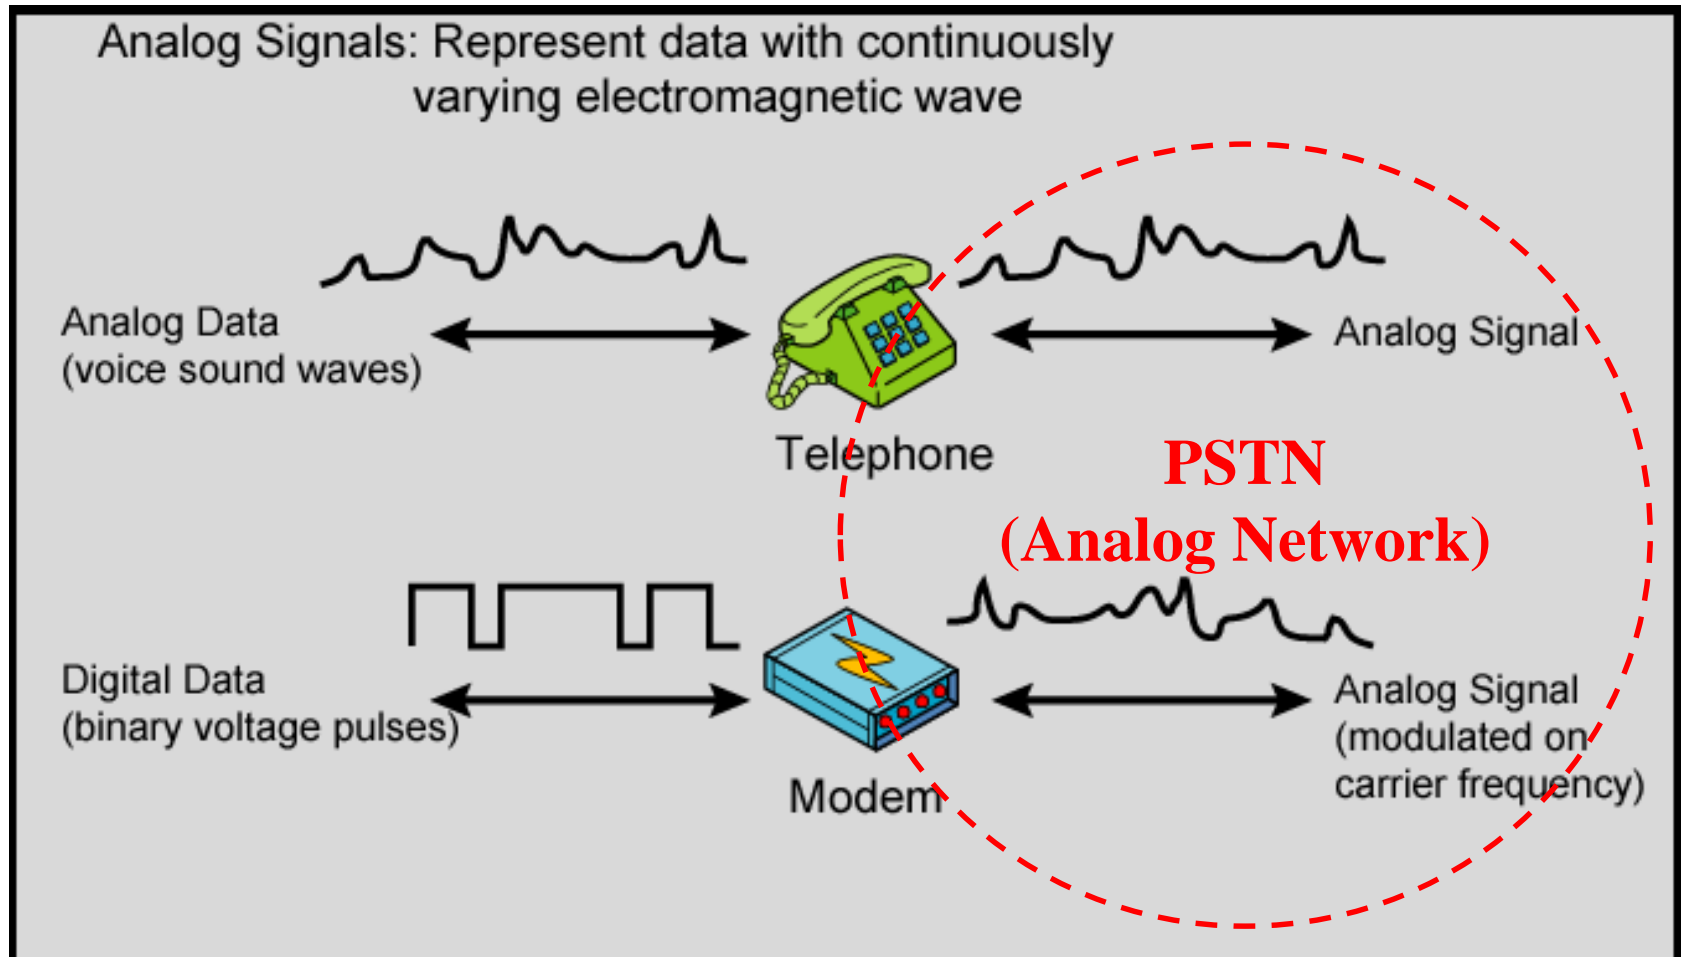 Analog Signals: Represent data with continuously
varying electromagnetic wave
Analog Data
(voice sound waves)
Analog Signal
Telephone
PSTN
(Analog Network)
Digital Data
(binary voltage pulses)
Analog Signal
(modulated on
carrier frequency)
Modem